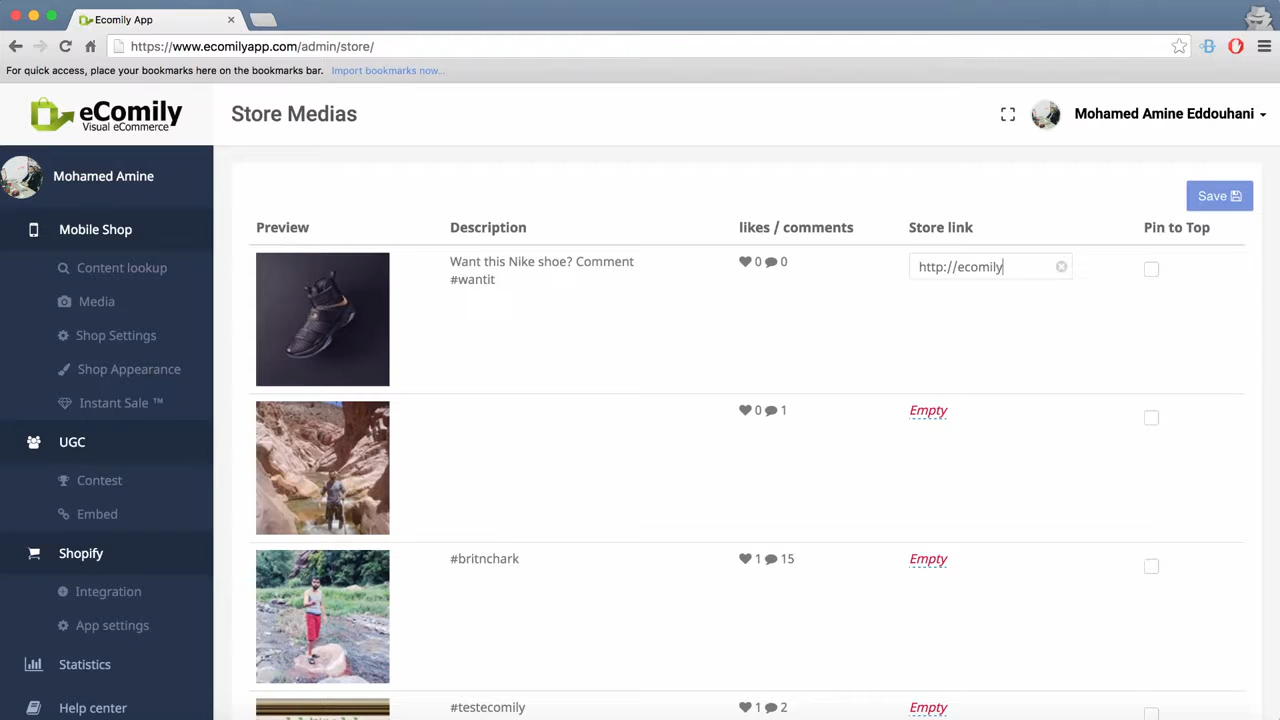 Ecomily App
https://www.ecomilyapp.com/admin/store/
For quick access, place your bookmarks here on the bookmarks bar. Import bookmarks now...
eComily
Visual eCommerce
Store Medias
Mohamed Amine Eddouhani
Mohamed Amine
Mobile Shop
Content lookup
Media
Shop Settings
Shop Appearance
Instant Sale ™
UGC
Contest
Embed
Shopify
Integration
App settings
Statistics
Help center
Save
Preview Description likes / comments Store link Pin to Top
Want this Nike shoe? Comment
#wantit
0 0
http://ecomily
0 1
Empty
#britnchark
1 15
Empty
#testecomily
1 2
Empty